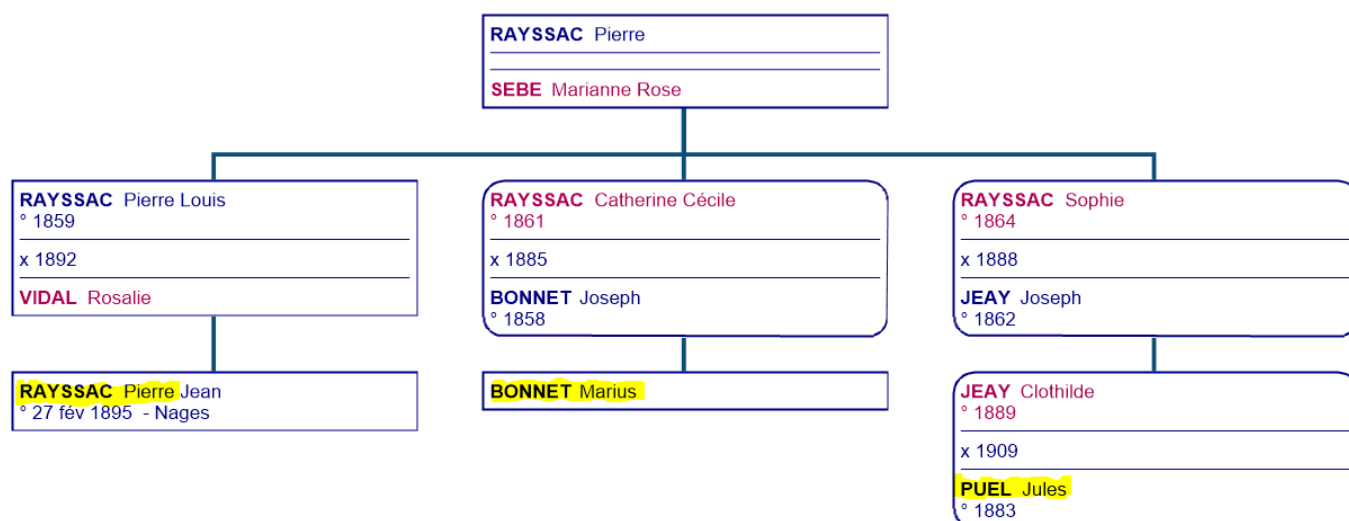 RAYSSAC Pierre
SEBE Marianne Rose
RAYSSAC Pierre Louis
° 1859
x 1892
VIDAL Rosalie
RAYSSAC Catherine Cécile
° 1861
x 1885
BONNET Joseph
° 1858
RAYSSAC Sophie
° 1864
x 1888
JEAY Joseph
° 1862
RAYSSAC Pierre Jean
° 27 fév 1895 - Nages
BONNET Marius
JEAY Clothilde
° 1889
x 1909
PUEL Jules
° 1883